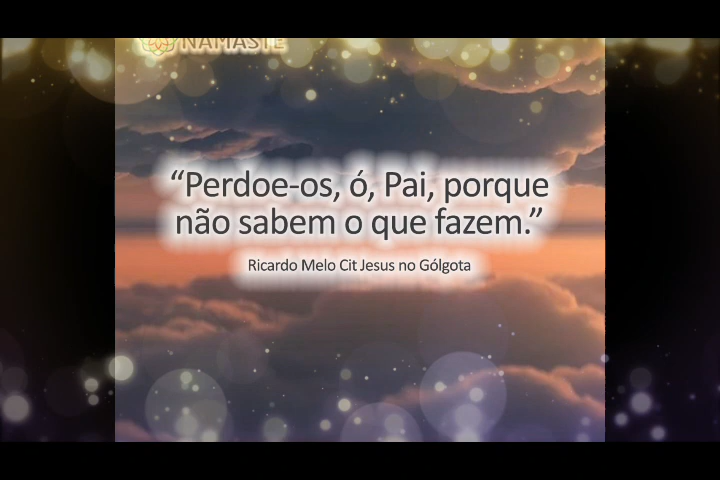 NAMASTE
“Perdoe-os, ó, Pai, porque
não sabem o que fazem.”
Ricardo Melo Cit Jesus no Gólgota